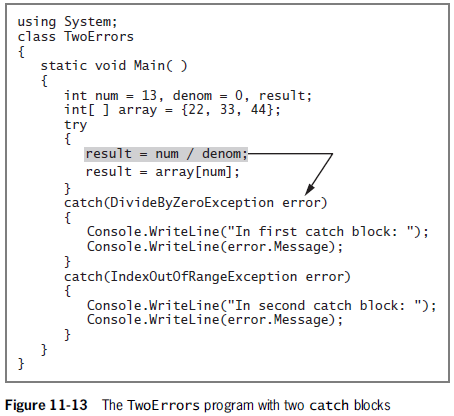 using System;
class TwoErrors
{
static void Main( )
{
int num = 13, denom = 0, result;
int[ ] array = {22, 33, 44};
try
{
result = num / denom;
result = array[num];
}
catch(DivideByZeroException error)
{
Console.WriteLine("In first catch block: ");
Console.WriteLine(error.Message);
}
catch(IndexOutOfRangeException error)
{
Console.WriteLine("In second catch block: ");
Console.WriteLine(error.Message);
}
}
}
Figure 11-13 The TwoErrors program with two catch blocks